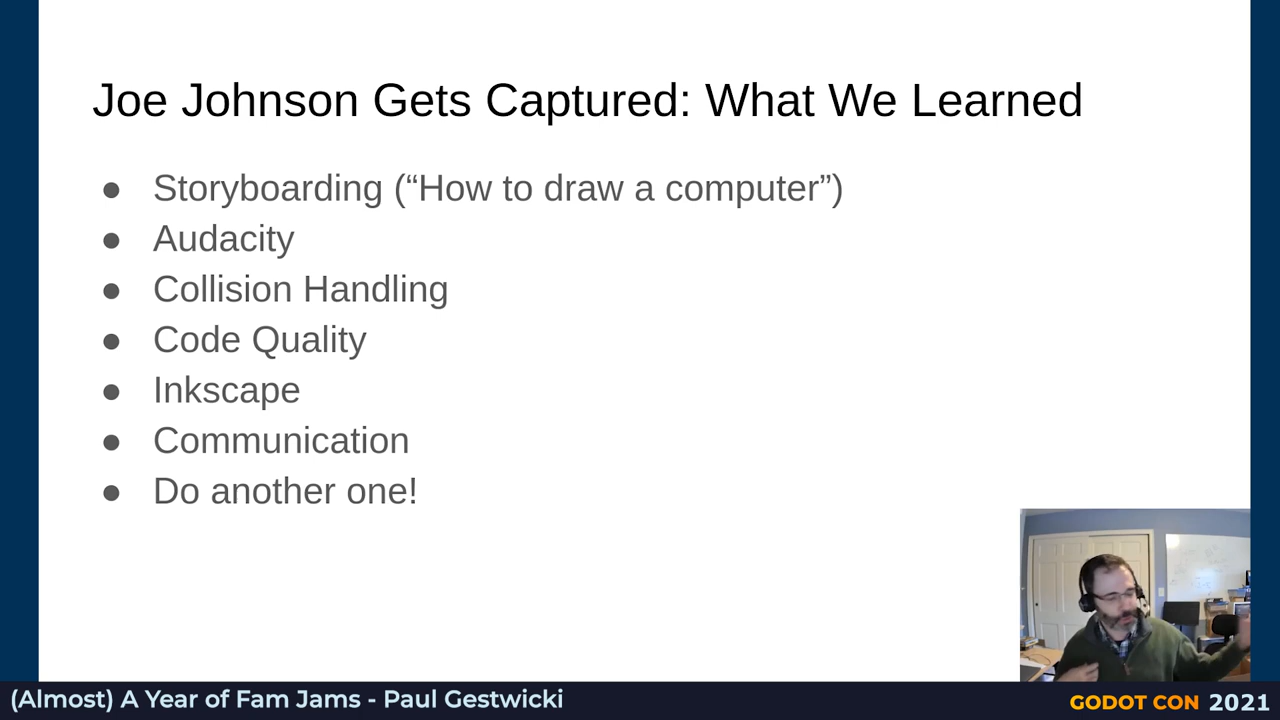 Joe Johnson Gets Captured: What We Learned
● Storyboarding (“How to draw a computer”)
● Audacity
● Collision Handling
● Code Quality
● Inkscape
● Communication
● Do another one!
(Almost) A Year of Fam Jams - Paul Gestwicki
GODOT CON 2021